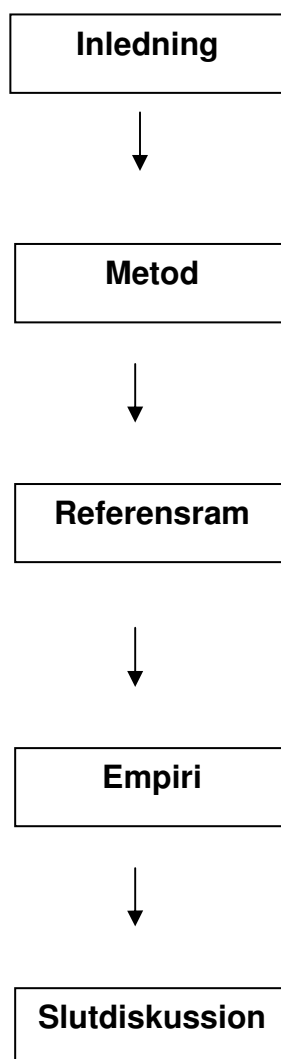 Inledning
Metod
Referensram
Empiri
Slutdiskussion